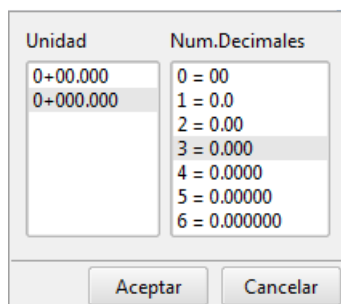 Unidad
0+00.000
0+000.000
Num.Decimales
0 = 00
1 = 0.0
2 = 0.00
3 = 0.000
4 = 0.0000
5 = 0.00000
6 = 0.000000
Aceptar
Cancelar